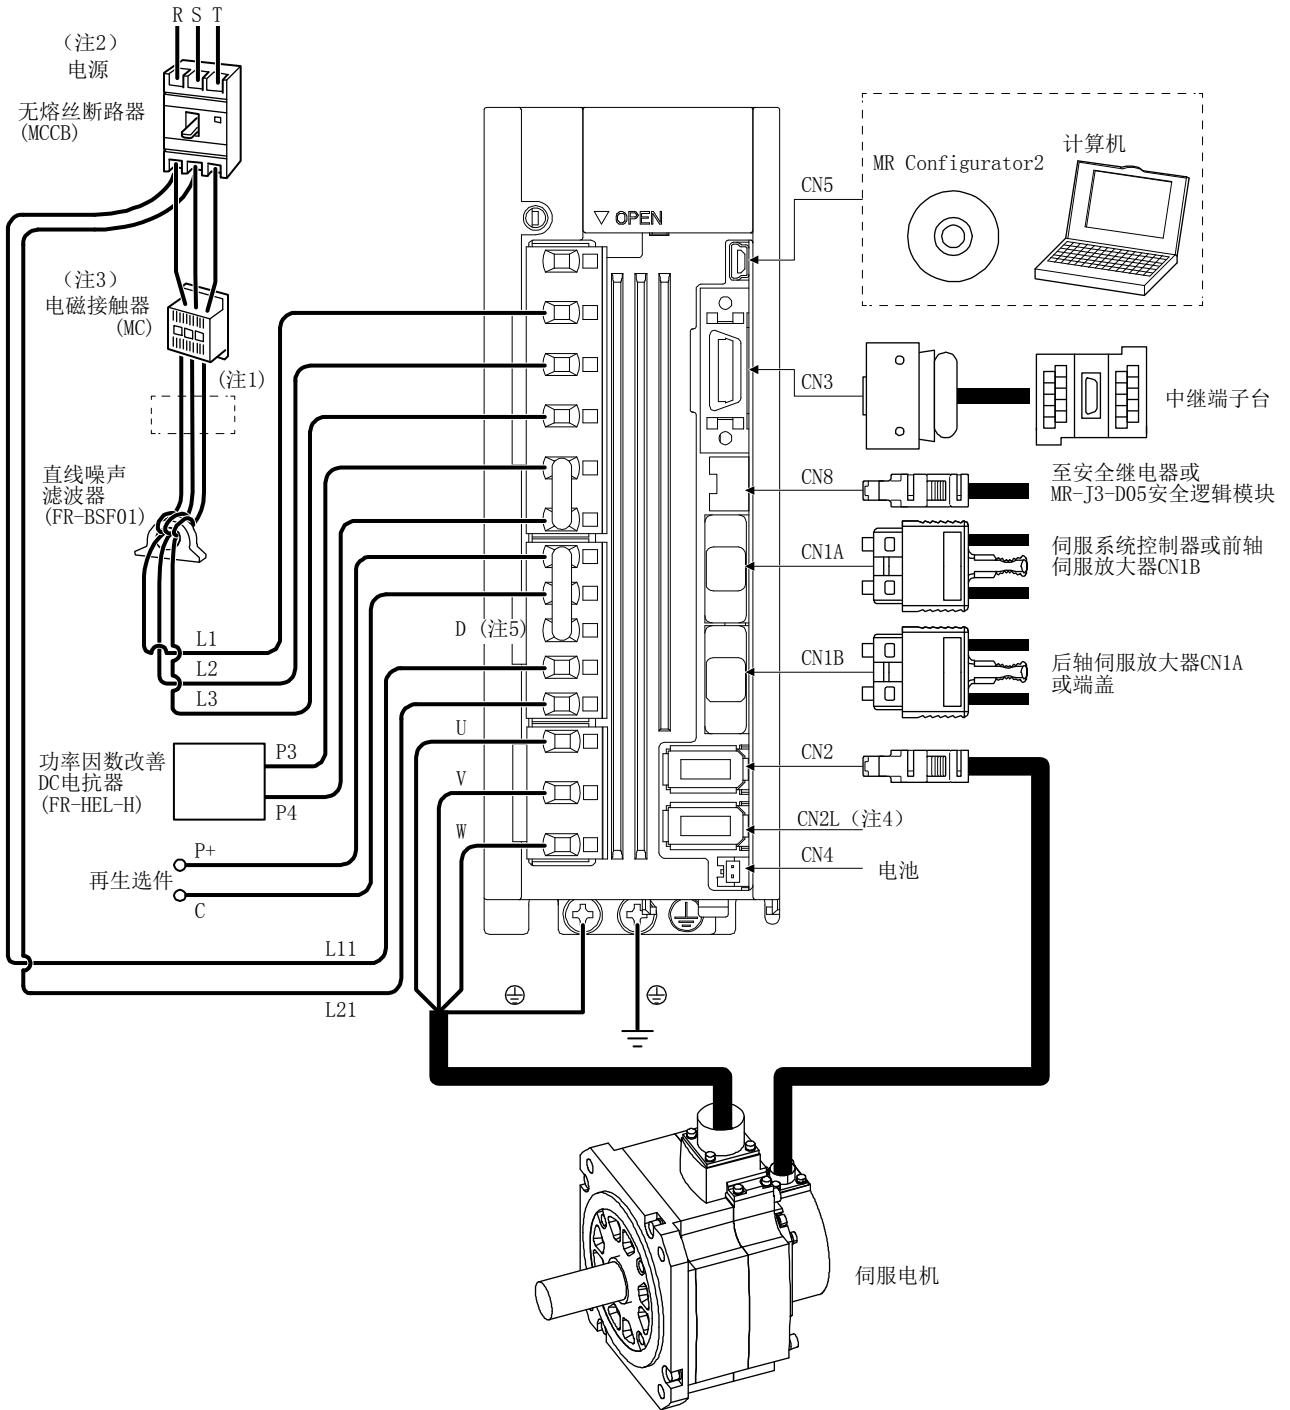 R S T
（注2）
电源
无熔丝断路器
(MCCB)
（注3）
电磁接触器
(MC)
(注1)
直线噪声
滤波器
(FR-BSF01)
L1
L2
L3
功率因数改善
DC电抗器
(FR-HEL-H)
P3
P4
P+
再生选件
C
L11
L21
▽ OPEN
D (注5)
U
V
W
CN5
MR Configurator2
计算机
CN3
中继端子台
CN8
至安全继电器或
MR-J3-D05安全逻辑模块
CN1A
伺服系统控制器或前轴
伺服放大器CN1B
CN1B
后轴伺服放大器CN1A
或端盖
CN2
CN2L（注4）
CN4
电池
伺服电机